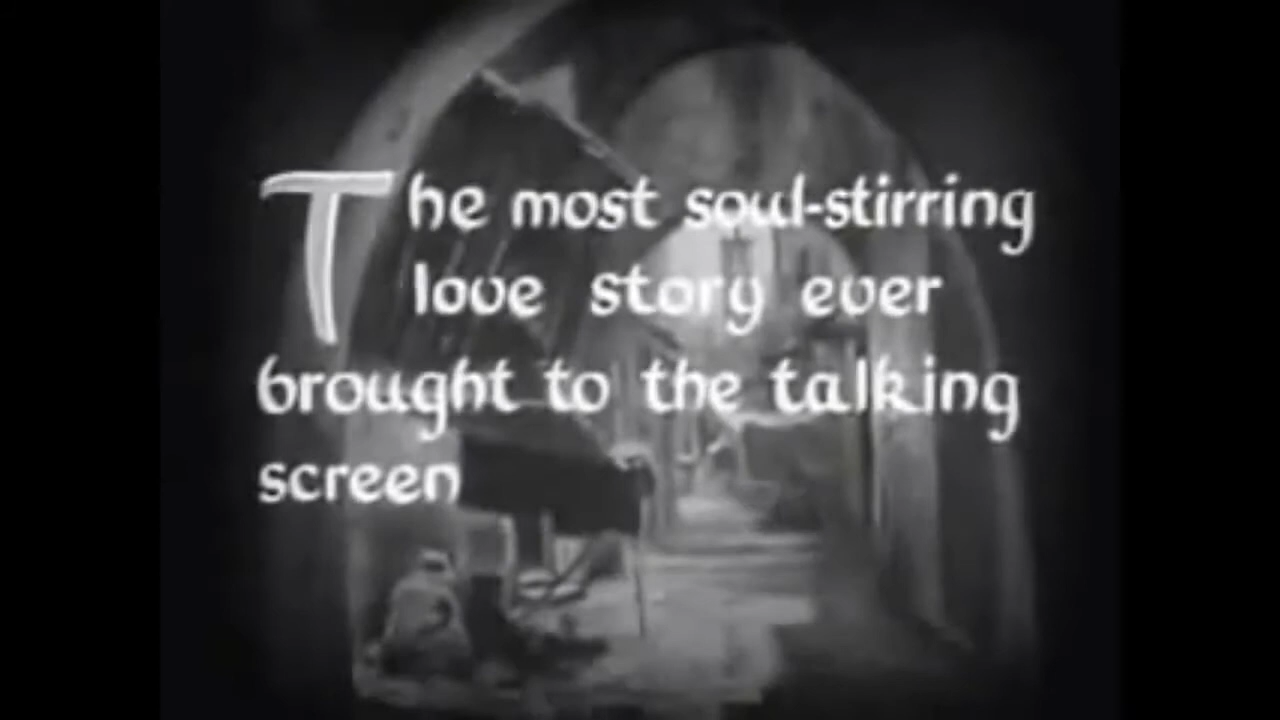 The most soul-stirring
love story ever
brought to the talking
screen